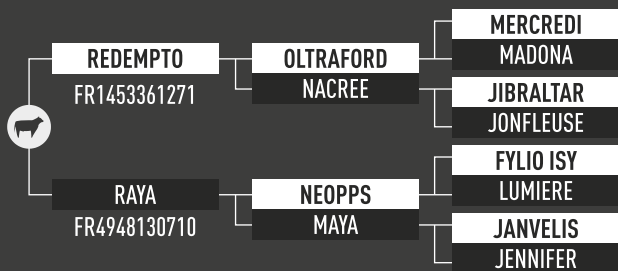 REDEMPTO
FR1453361271
OLTRAFORD
NACREE
MERCREDI
MADONA
JIBRALTAR
JONFLEUSE
RAYA
FR4948130710
NEOPPS
MAYA
FYLIO ISY
LUMIERE
JANVELIS
JENNIFER